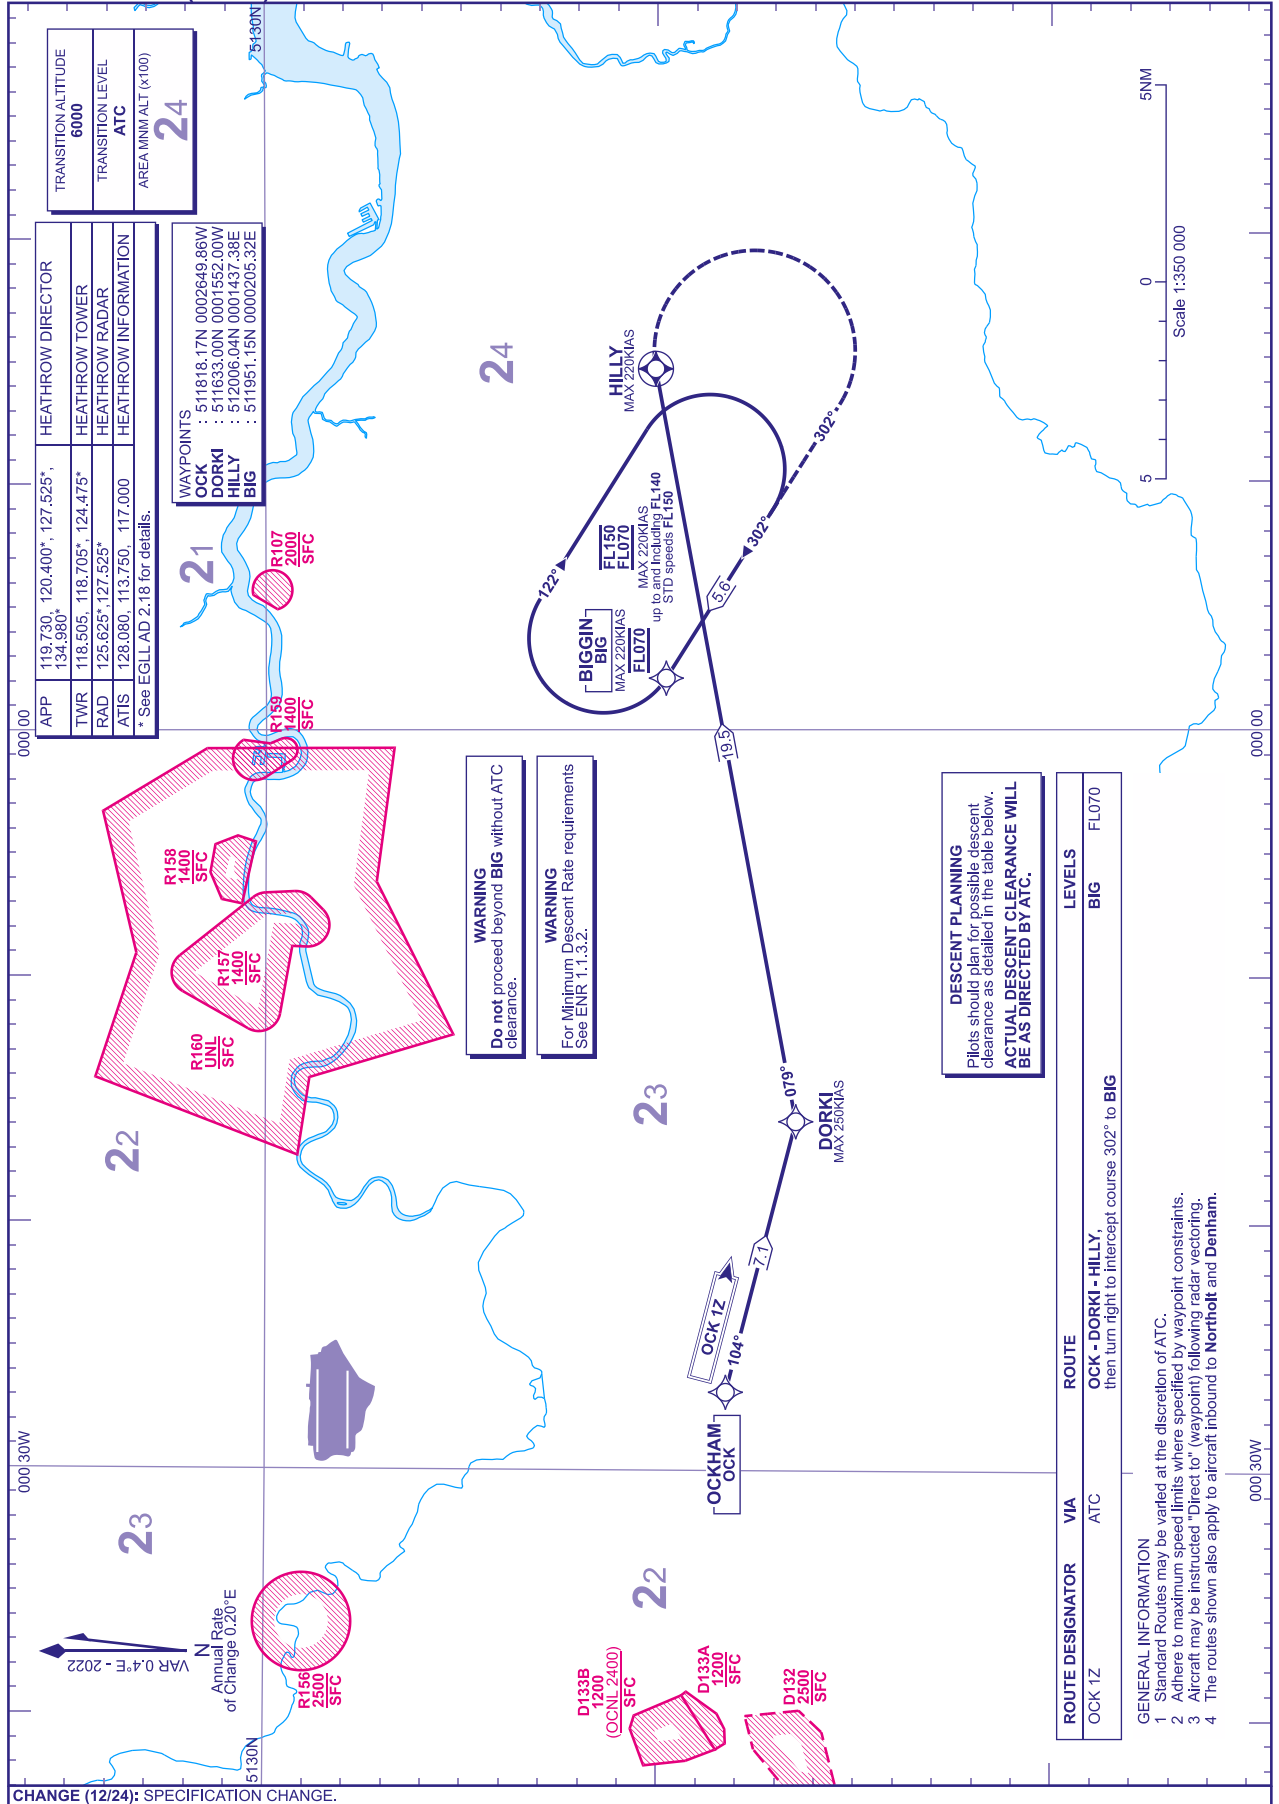 TRANSITION ALTITUDE
6000
TRANSITION LEVEL
ATC
AREA MNM ALT (x100)
24
APP 119.730, 120.400*, 127.525*, 134.980* HEATHROW DIRECTOR
TWR 118.505, 118.705*, 124.475* HEATHROW TOWER
RAD 125.625*,127.525* HEATHROW RADAR
ATIS 128.080, 113.750, 117.000 HEATHROW INFORMATION
* See EGLL AD 2.18 for details.
WAYPOINTS
OCK : 511818.17N 0002649.86W
DORKI : 511633.00N 0001552.00W
HILLY : 512006.04N 0001437.38E
BIG : 511951.15N 0000205.32E
000 30W
000 00
5130N
5130N
VAR 0.4°E - 2022
N
Annual Rate
of Change 0.20°E
23
22
21
24
23
22
R156
2500
SFC
R160
UNL
SFC
R157
1400
SFC
R158
1400
SFC
R159
1400
SFC
R107
2000
SFC
D133B
1200
(OCNL 2400)
SFC
D133A
1200
SFC
D132
2500
SFC
WARNING
Do not proceed beyond BIG without ATC
clearance.
WARNING
For Minimum Descent Rate requirements
See ENR 1.1.3.2.
OCKHAM
OCK
OCK 1Z
104°
7.1
DORKI
MAX 250KIAS
079°
19.5
BIGGIN
BIG
MAX 220KIAS
FL070
FL150
FL070
MAX 220KIAS
up to and Including FL140
STD speeds FL150
122°
302°
5.6
302°
HILLY
MAX 220KIAS
DESCENT PLANNING
Pilots should plan for possible descent
clearance as detailed in the table below.
ACTUAL DESCENT CLEARANCE WILL
BE AS DIRECTED BY ATC.
5 0 5NM
Scale 1:350 000
ROUTE DESIGNATOR VIA ROUTE LEVELS
OCK 1Z ATC OCK - DORKI - HILLY, BIG FL070
then turn right to intercept course 302° to BIG
GENERAL INFORMATION
1 Standard Routes may be varied at the discretion of ATC.
2 Adhere to maximum speed limits where specified by waypoint constraints.
3 Aircraft may be instructed "Direct to" (waypoint) following radar vectoring.
4 The routes shown also apply to aircraft inbound to Northolt and Denham.
000 30W
000 00
CHANGE (12/24): SPECIFICATION CHANGE.